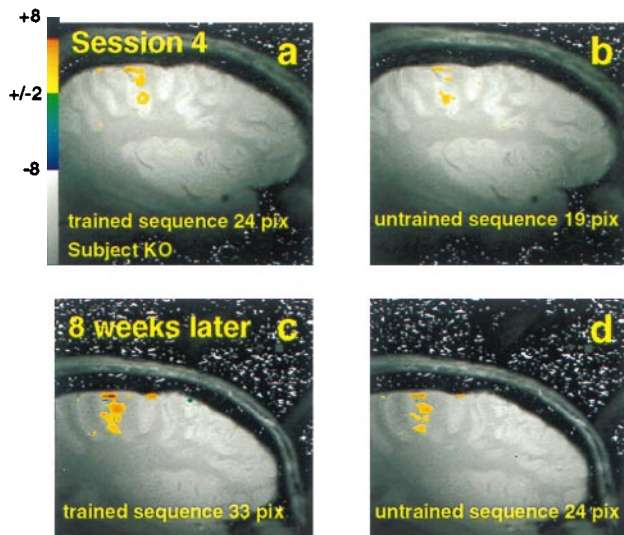 +8
+/-2
-8
Session 4
a
trained sequence 24 pix
Subject KO
b
untrained sequence 19 pix
8 weeks later
c
trained sequence 33 pix
d
untrained sequence 24 pix